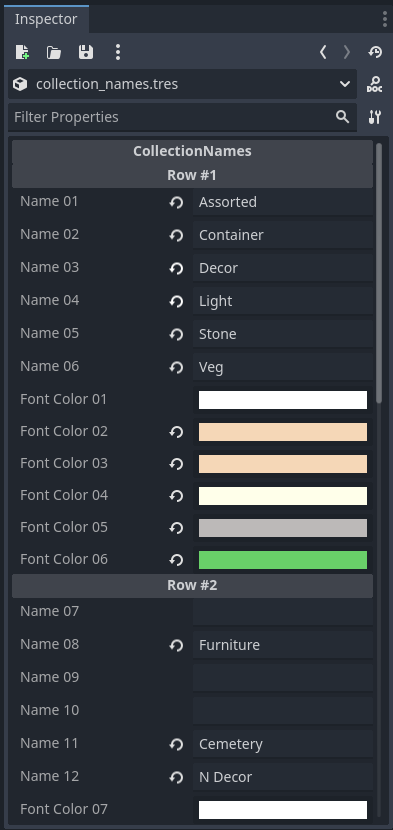 Inspector
collection_names.tres
DOC
Filter Properties
CollectionNames
Row #1
Name 01 Assorted
Name 02 Container
Name 03 Decor
Name 04 Light
Name 05 Stone
Name 06 Veg
Font Color 01
Font Color 02
Font Color 03
Font Color 04
Font Color 05
Font Color 06
Row #2
Name 07
Name 08 Furniture
Name 09
Name 10
Name 11 Cemetery
Name 12 N Decor
Font Color 07